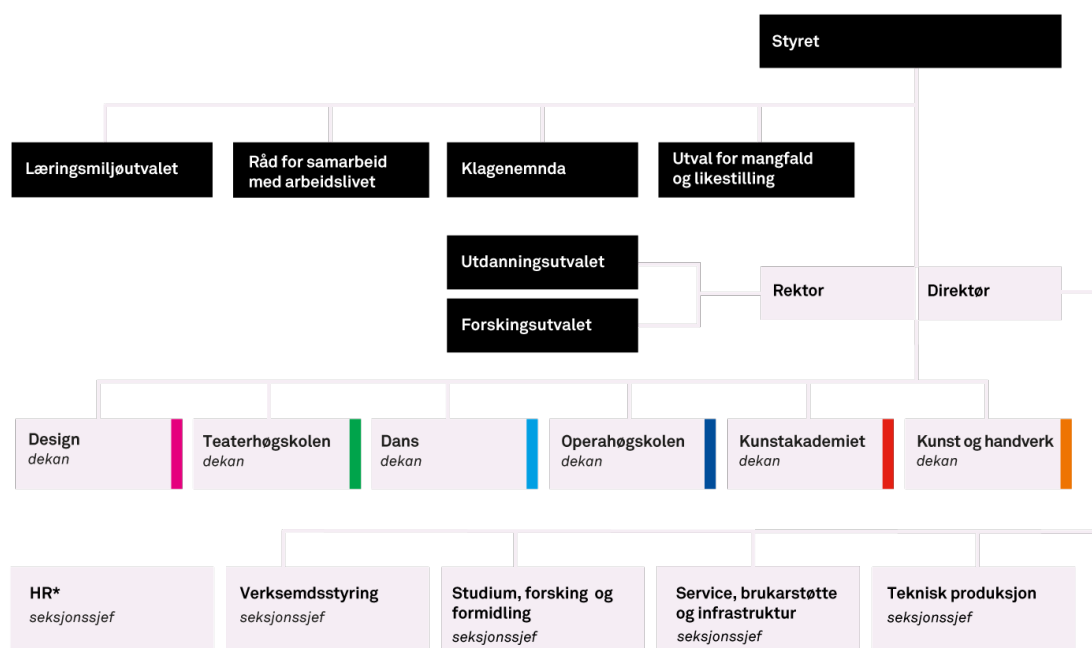 Styret
Læringsmiljøutvalet
Råd for samarbeid
med arbeidslivet
Klagenemnda
Utval for mangfald
og likestilling
Utdanningsutvalet
Forskingsutvalet
Rektor
Direktør
Design
dekan
Teaterhøgskolen
dekan
Dans
dekan
Operahøgskolen
dekan
Kunstakademiet
dekan
Kunst og handverk
dekan
HR*
seksjonssjef
Verksemdsstyring
seksjonssjef
Studium, forsking og
formidling
seksjonssjef
Service, brukarstøtte
og infrastruktur
seksjonssjef
Teknisk produksjon
seksjonssjef